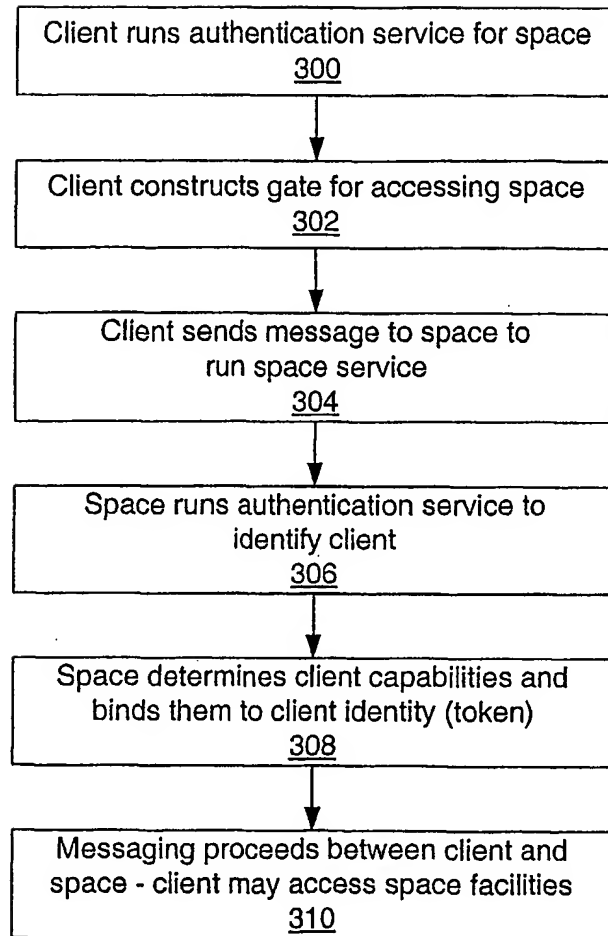 Client runs authentication service for space
300
Client constructs gate for accessing space
302
Client sends message to space to
run space service
304
Space runs authentication service to
identify client
306
Space determines client capabilities and
binds them to client identity (token)
308
Messaging proceeds between client and
space - client may access space facilities
310